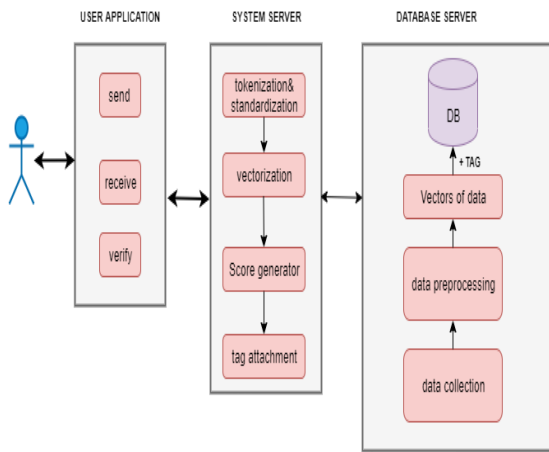 USER APPLICATION
send
receive
verify
SYSTEM SERVER
tokenization&
standardization
vectorization
Score generator
tag attachment
DATABASE SERVER
DB
+ TAG
Vectors of data
data preprocessing
data collection